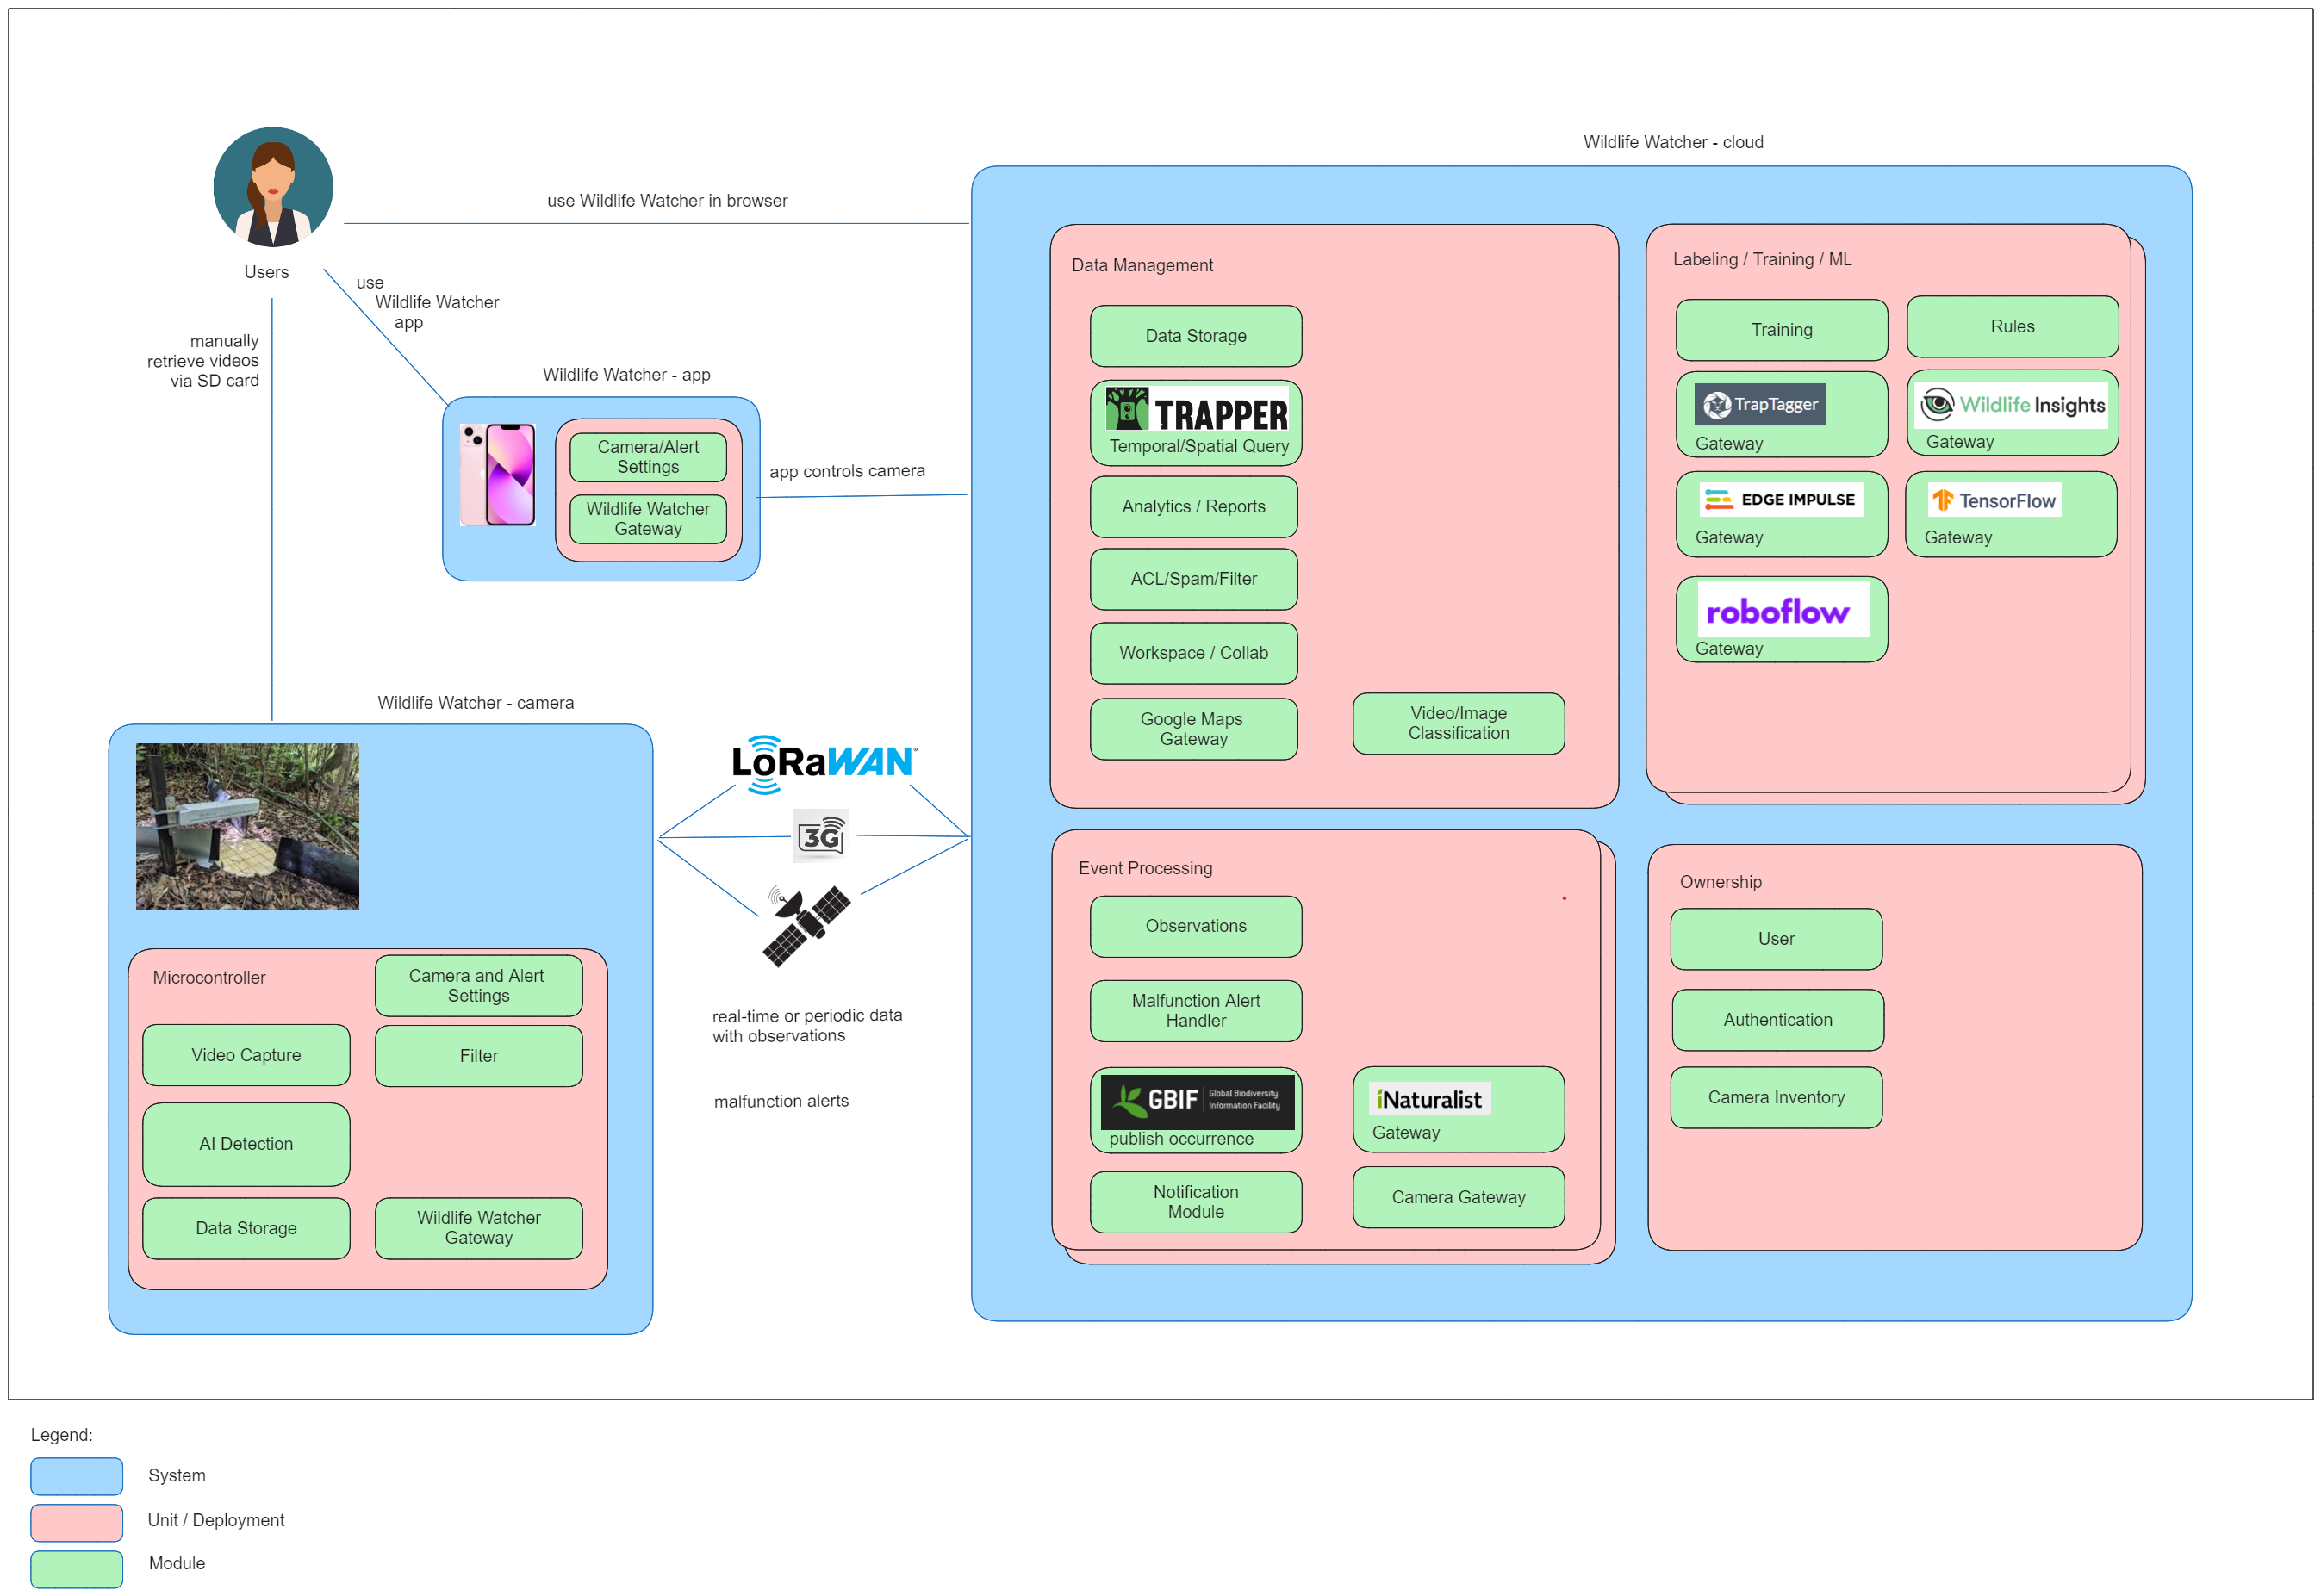 Wildlife Watcher - cloud
use Wildlife Watcher in browser
Users
use
Wildlife Watcher
app
manually
retrieve videos
via SD card
Wildlife Watcher - app
Camera/Alert
Settings
Wildlife Watcher
Gateway
app controls camera
Data Management
Data Storage
TRAPPER
Temporal/Spatial Query
Analytics / Reports
ACL/Spam/Filter
Workspace / Collab
Google Maps
Gateway
Video/Image
Classification
Labeling / Training / ML
Training
Rules
TrapTagger
Gateway
Wildlife Insights
Gateway
EDGE IMPULSE
Gateway
TensorFlow
Gateway
roboflow
Gateway
Wildlife Watcher - camera
LoRaWAN®
3G
real-time or periodic data
with observations
malfunction alerts
Microcontroller
Camera and Alert
Settings
Video Capture
Filter
AI Detection
Data Storage
Wildlife Watcher
Gateway
Event Processing
Observations
Malfunction Alert
Handler
GBIF
Global Biodiversity
Information Facility
publish occurrence
iNaturalist
Gateway
Notification
Module
Camera Gateway
Ownership
User
Authentication
Camera Inventory
Legend:
System
Unit / Deployment
Module